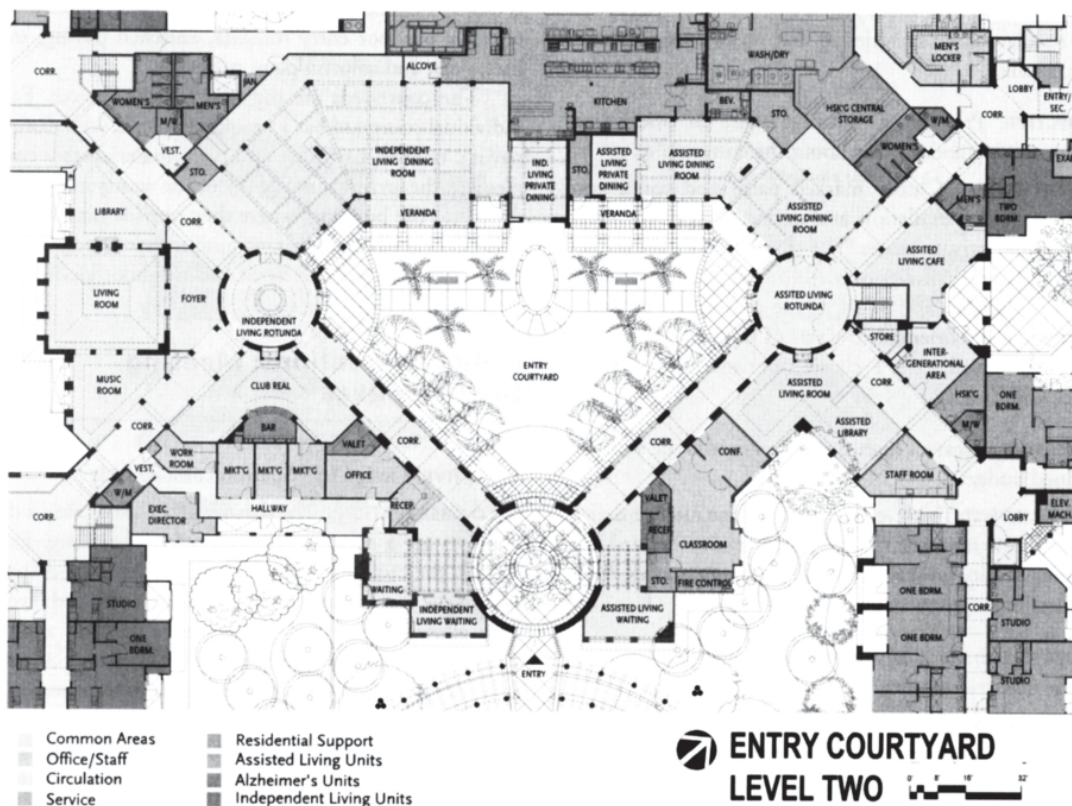 CORR.
WOMEN'S
M/W
MEN'S
JAN.
VEST.
STO.
ALCOVE
INDEPENDENT
LIVING DINING
ROOM
VERANDA
KITCHEN
IND.
LIVING
PRIVATE
DINING
STO.
ASSISTED
LIVING
PRIVATE
DINING
ASSISTED
LIVING DINING
ROOM
VERANDA
BEV.
WASH/DRY
STO.
HSK'G CENTRAL
STORAGE
MEN'S
LOCKER
LOBBY
ENTRY/
SEC.
CORR.
W/M
WOMEN'S
EXAM
TWO
BDRM.
MEN'S
ASSISTED
LIVING DINING
ROOM
ASSITED
LIVING CAFE
LIBRARY
CORR.
LIVING
ROOM
FOYER
INDEPENDENT
LIVING ROTUNDA
ENTRY
COURTYARD
ASSITED LIVING
ROTUNDA
STORE
INTER-
GENERATIONAL
AREA
MUSIC
ROOM
CLUB REAL
BAR
CORR.
WORK
ROOM
VALET
MKT'G
MKT'G
MKT'G
OFFICE
CORR.
RECEP.
VEST.
W/M
EXEC.
DIRECTOR
HALLWAY
CORR.
ASSISTED
LIVING ROOM
CORR.
HSK'G
M/W
ONE
BDRM.
ASSISTED
LIBRARY
CORR.
CONF.
STAFF ROOM
VALET
RECEP.
CLASSROOM
STO.
FIRE CONTROL
LOBBY
ELEV.
MACH.
WAITING
INDEPENDENT
LIVING WAITING
ASSISTED LIVING
WAITING
ENTRY
STUDIO
ONE
BDRM.
ONE BDRM.
CORR.
STUDIO
ONE BDRM.
STUDIO
Common Areas
Office/Staff
Circulation
Service
Residential Support
Assisted Living Units
Alzheimer's Units
Independent Living Units
ENTRY COURTYARD
LEVEL TWO
0' 8' 16' 32'